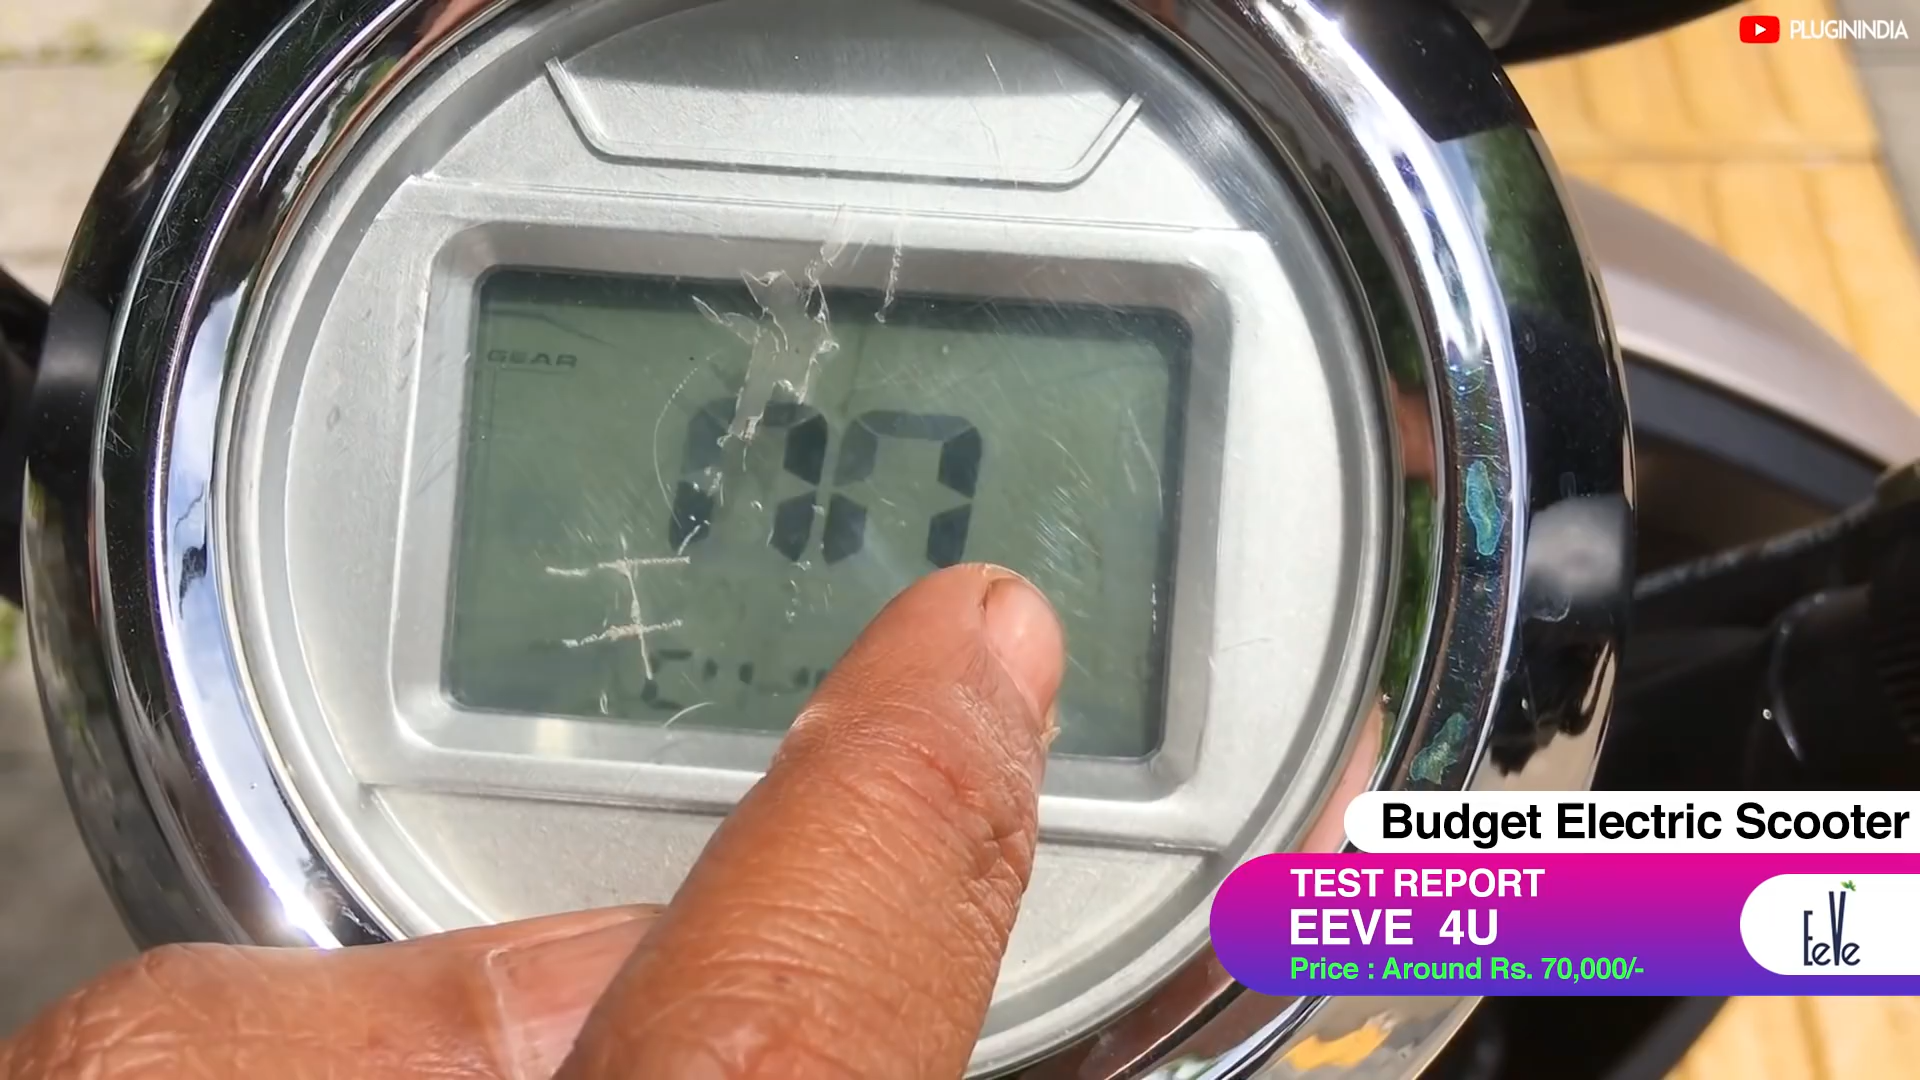 PLUGININDIA
GEAR
Budget Electric Scooter
TEST REPORT
EEVE 4U
Price : Around Rs. 70,000/-
EeVe